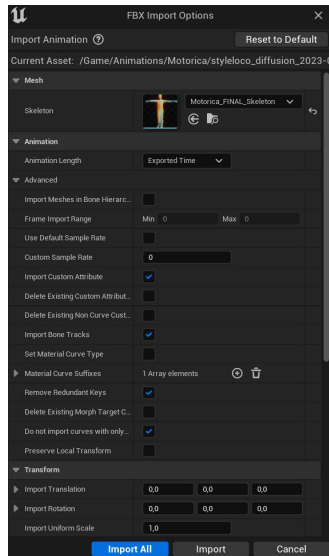 FBX Import Options
Import Animation
Reset to Default
Current Asset: /Game/Animations/Motorica/styleloco_diffusion_2023-
Mesh
Skeleton
Motorica_FINAL_Skeleton
Animation
Animation Length
Exported Time
Advanced
Import Meshes in Bone Hierarc...
Frame Import Range
Min 0
Max 0
Use Default Sample Rate
Custom Sample Rate
0
Import Custom Attribute
Delete Existing Custom Attribut...
Delete Existing Non Curve Cust...
Import Bone Tracks
Set Material Curve Type
Material Curve Suffixes
1 Array elements
Remove Redundant Keys
Delete Existing Morph Target C...
Do not import curves with only...
Preserve Local Transform
Transform
Import Translation
0,0
0,0
0,0
Import Rotation
0,0
0,0
0,0
Import Uniform Scale
1,0
Import All
Import
Cancel